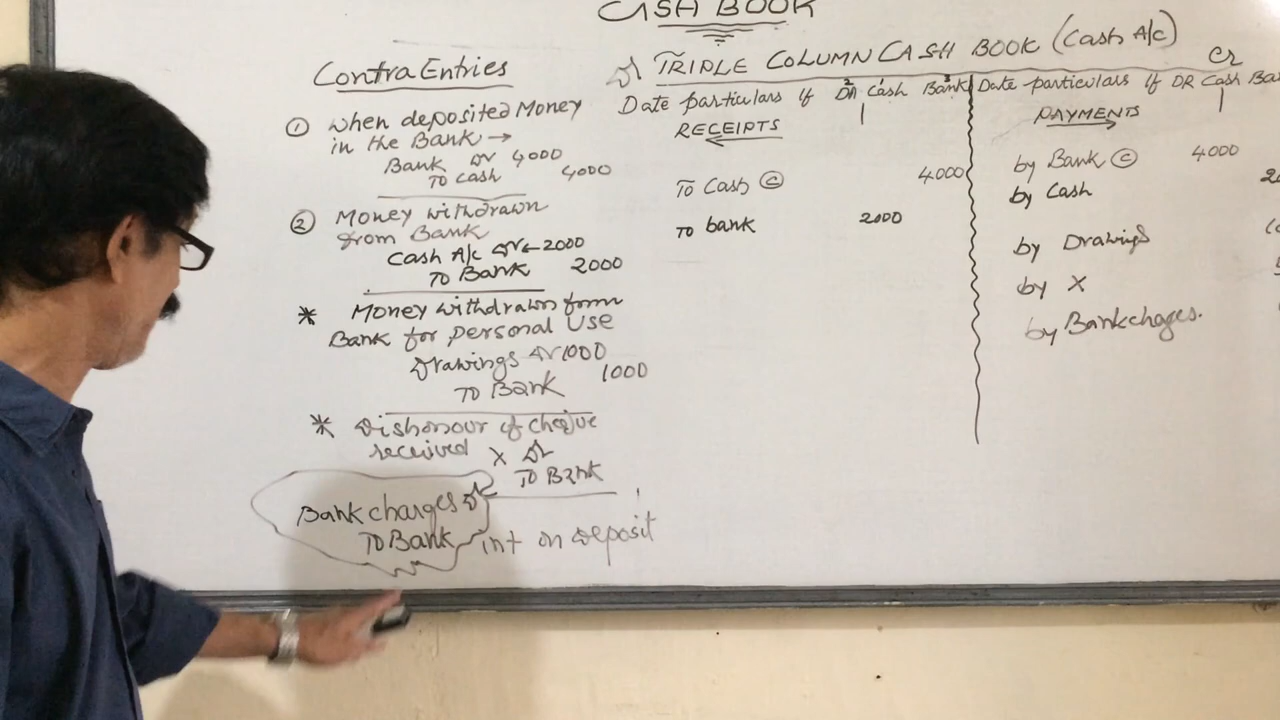 CASH BOOK
Contra Entries
① when deposited Money
in the Bank →
Bank Dr 4000
To cash 4000
② Money withdrawn
from Bank
Cash A/c Dr ← 2000
To Bank 2000
* Money withdrawn form
Bank for personal Use
Drawings Dr 1000
To Bank 1000
* Dishonour of cheque
received X Dr
To Bank
Bank charges Dr
To Bank
int on Deposit
Dr TRIPLE COLUMN CASH BOOK (Cash A/c) Cr
Date particulars lf Dis Cash Bank
RECEIPTS
To Cash © 4000
To bank 2000
Date particulars lf DR Cash Ban
PAYMENTS
by Bank © 4000
by Cash
by Drawings
by X
by Bank chages.